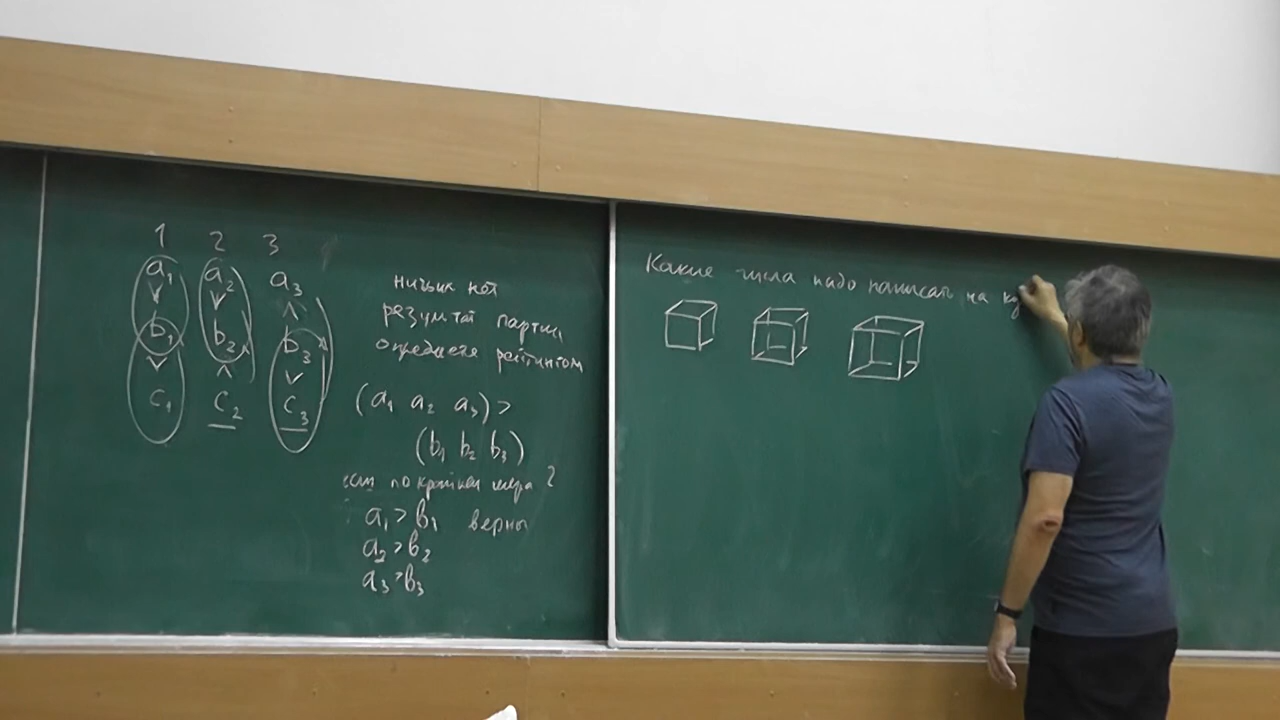 1 2 3
a₁ a₂ a₃
∨ ∨ ∧
b₁ b₂ b₃
∨ ∧ ∨
c₁ c₂ c₃
ничьих нет
результат партии
рейтингом
(a₁ a₂ a₃) >
(b₁ b₂ b₃)
если по крайней мере 2
a₁ > b₁ верны
a₂ > b₂
a₃ > b₃
Какие числа надо написать на ку